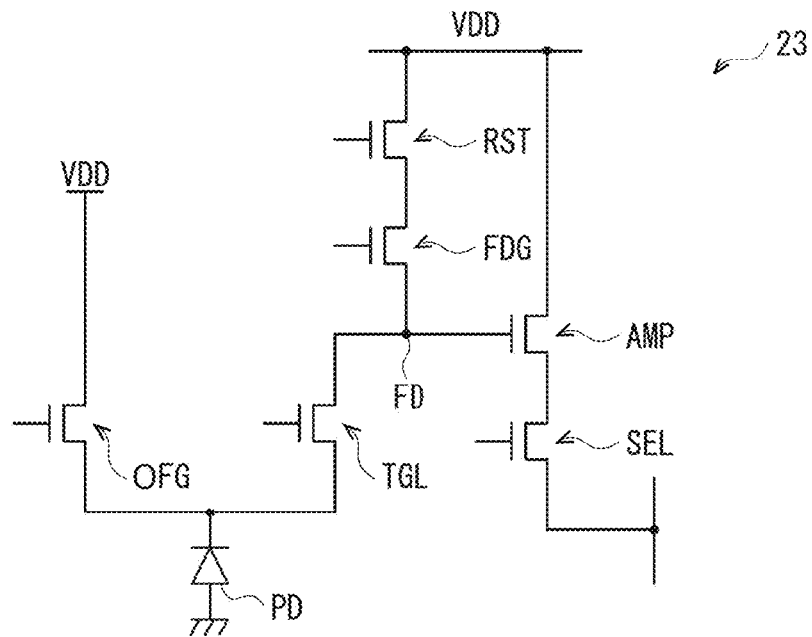 VDD
23
RST
VDD
FDG
AMP
FD
OFG
TGL
SEL
PD